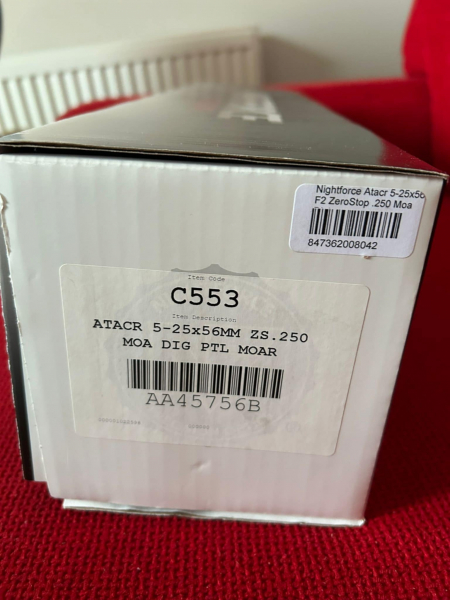 Nightforce Atacr 5-25x56
F2 ZeroStop .250 Moa
847362008042
Item Code
C553
Item Description
ATACR 5-25x56MM ZS.250
MOA DIG PTL MOAR
AA45756B